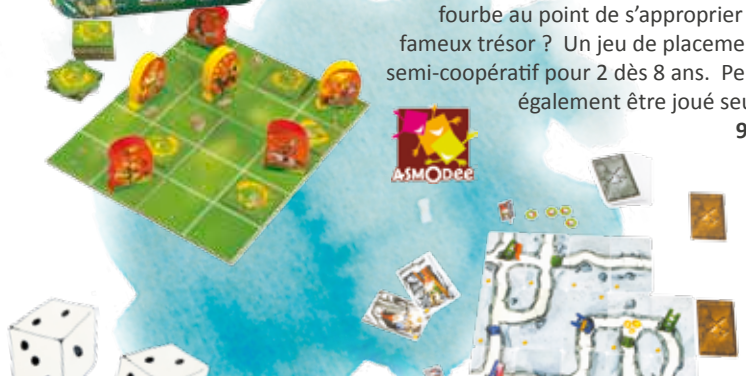 fourbe au point de s’approprier
fameux trésor ? Un jeu de placeme
semi-coopératif pour 2 dès 8 ans. Pe
également être joué seu
9
ASMODEE